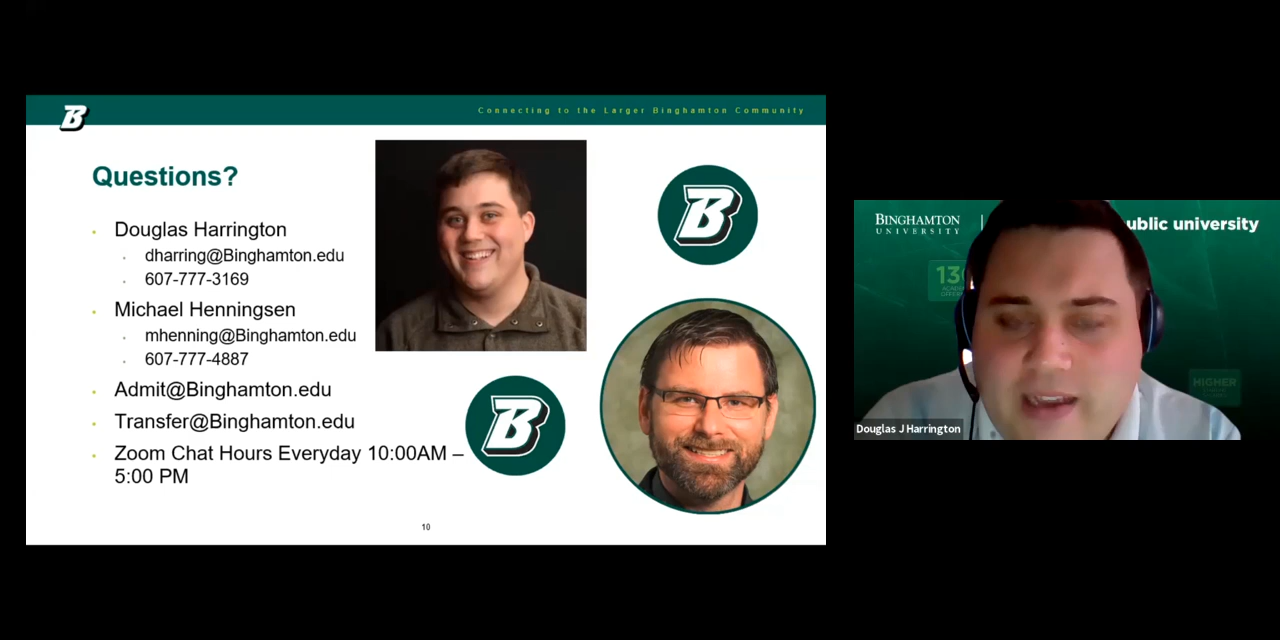 Connecting to the Larger Binghamton Community
B
Questions?
Douglas Harrington
dharring@Binghamton.edu
607-777-3169
Michael Henningsen
mhenning@Binghamton.edu
607-777-4887
Admit@Binghamton.edu
Transfer@Binghamton.edu
Zoom Chat Hours Everyday 10:00AM –
5:00 PM
B
B
10
BINGHAMTON
UNIVERSITY
ublic university
13
HIGHER
Douglas J Harrington